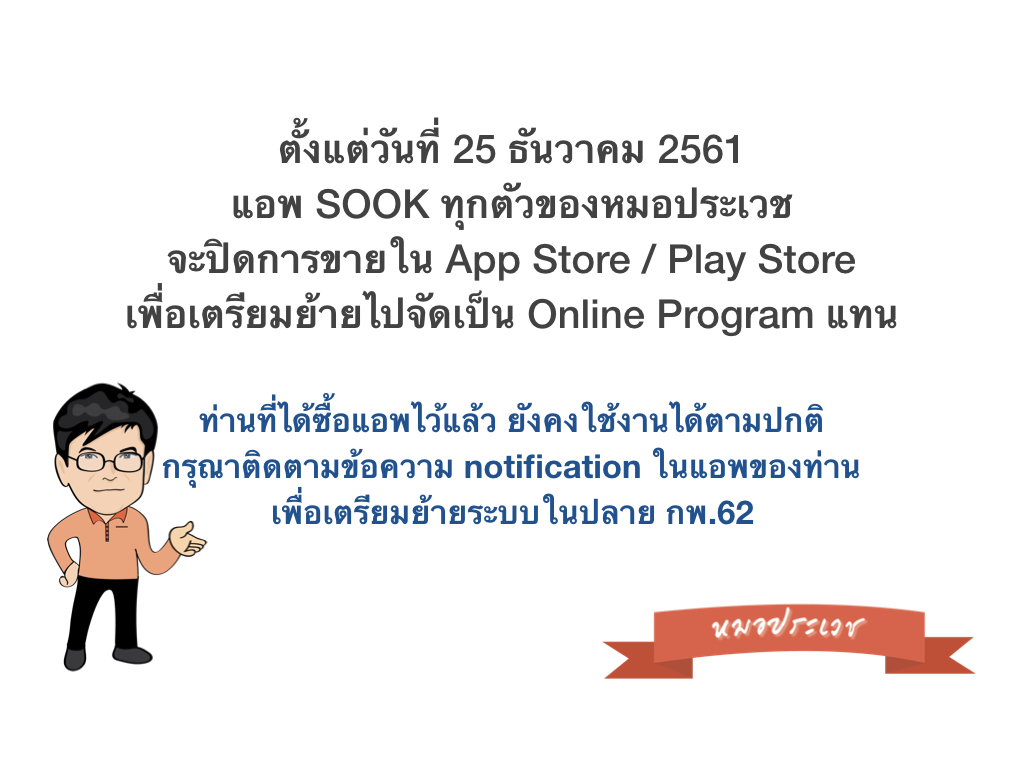 ตั้งแต่วันที่ 25 ธันวาคม 2561
แอพ SOOK ทุกตัวของหมอประเวช
จะปิดการขายใน App Store / Play Store
เพื่อเตรียมย้ายไปจัดเป็น Online Program แทน
ท่านที่ได้ซื้อแอพไว้แล้ว ยังคงใช้งานได้ตามปกติ
กรุณาติดตามข้อความ notification ในแอพของท่าน
เพื่อเตรียมย้ายระบบในปลาย กพ.62
หมอประเวช